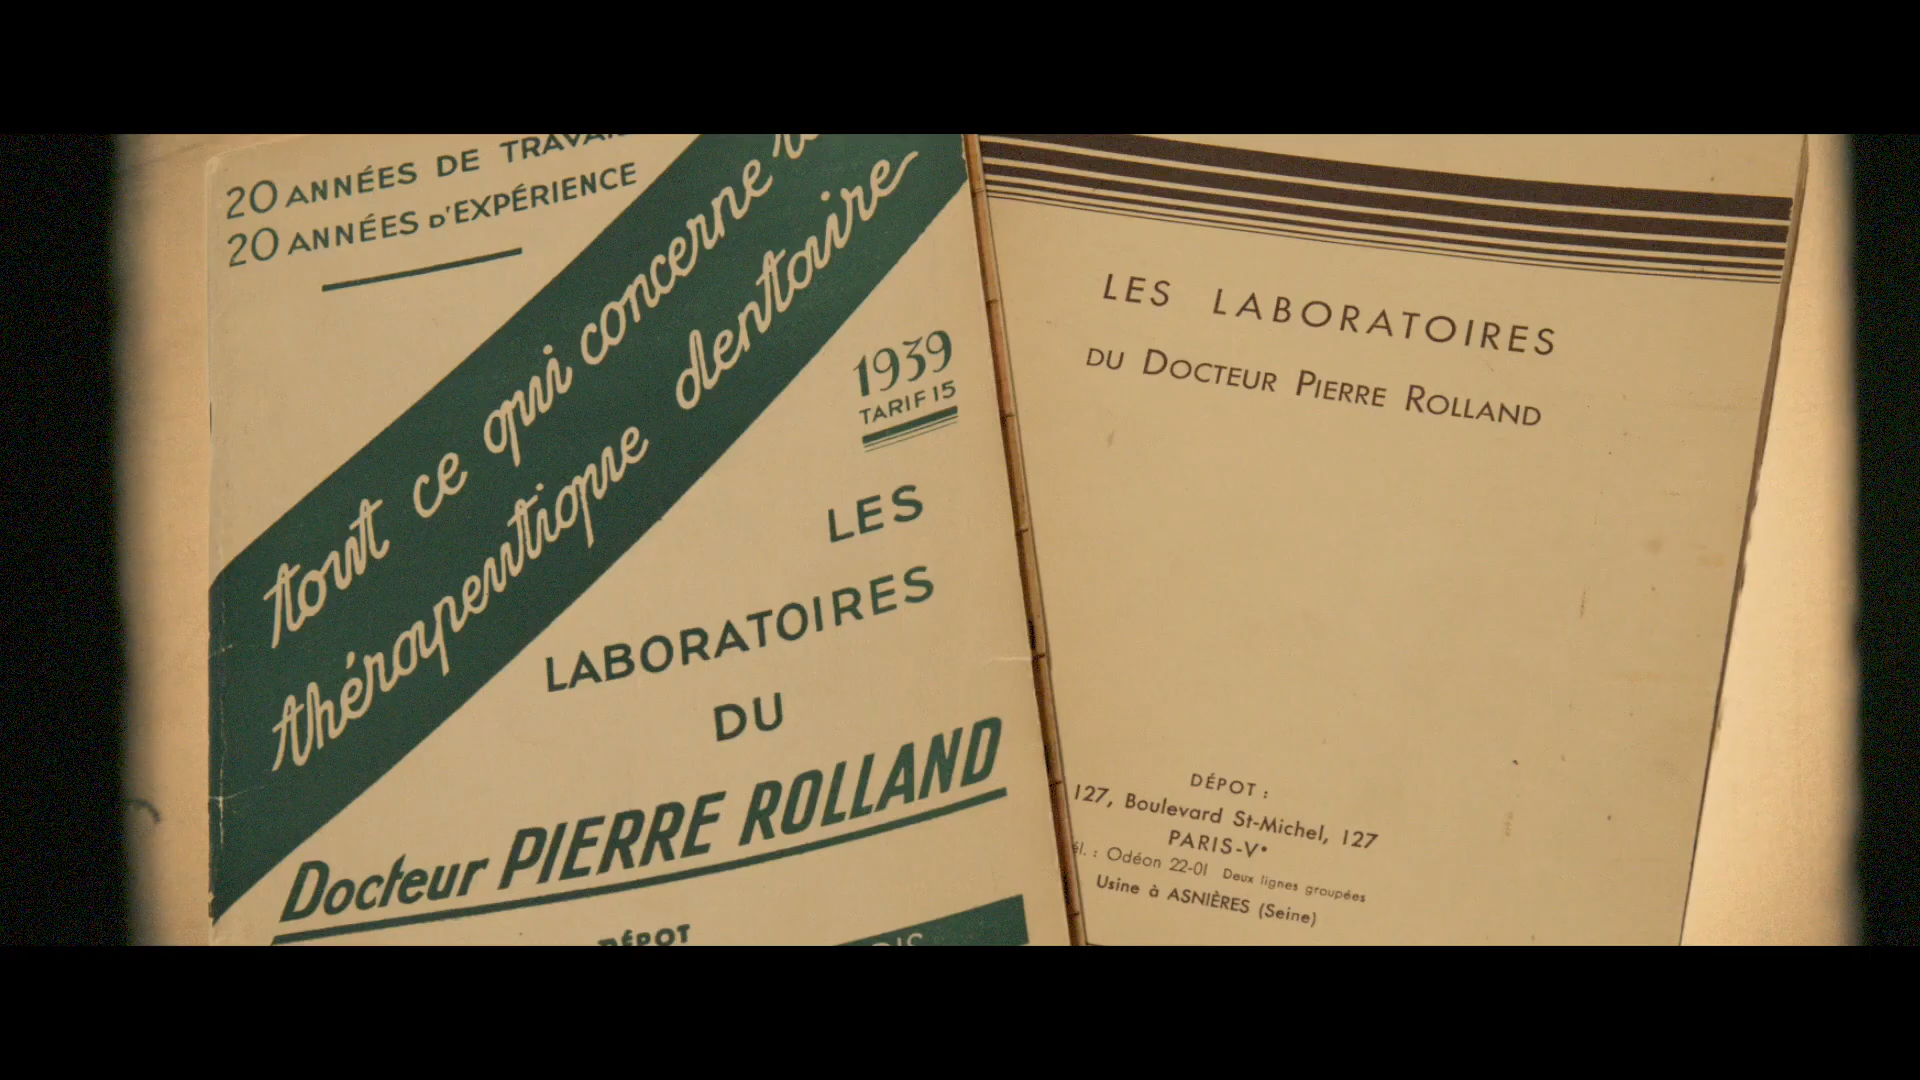 20 ANNÉES DE TRAVAIL
20 ANNÉES D'EXPÉRIENCE
tout ce qui concerne
thérapeutique dentaire
1939
TARIF 15
LES
LABORATOIRES
DU
Docteur PIERRE ROLLAND
DÉPOT
LES LABORATOIRES
DU DOCTEUR PIERRE ROLLAND
DÉPOT :
127, Boulevard St-Michel, 127
PARIS-Vᵉ
él. : Odéon 22-01 Deux lignes groupées
Usine à ASNIÈRES (Seine)